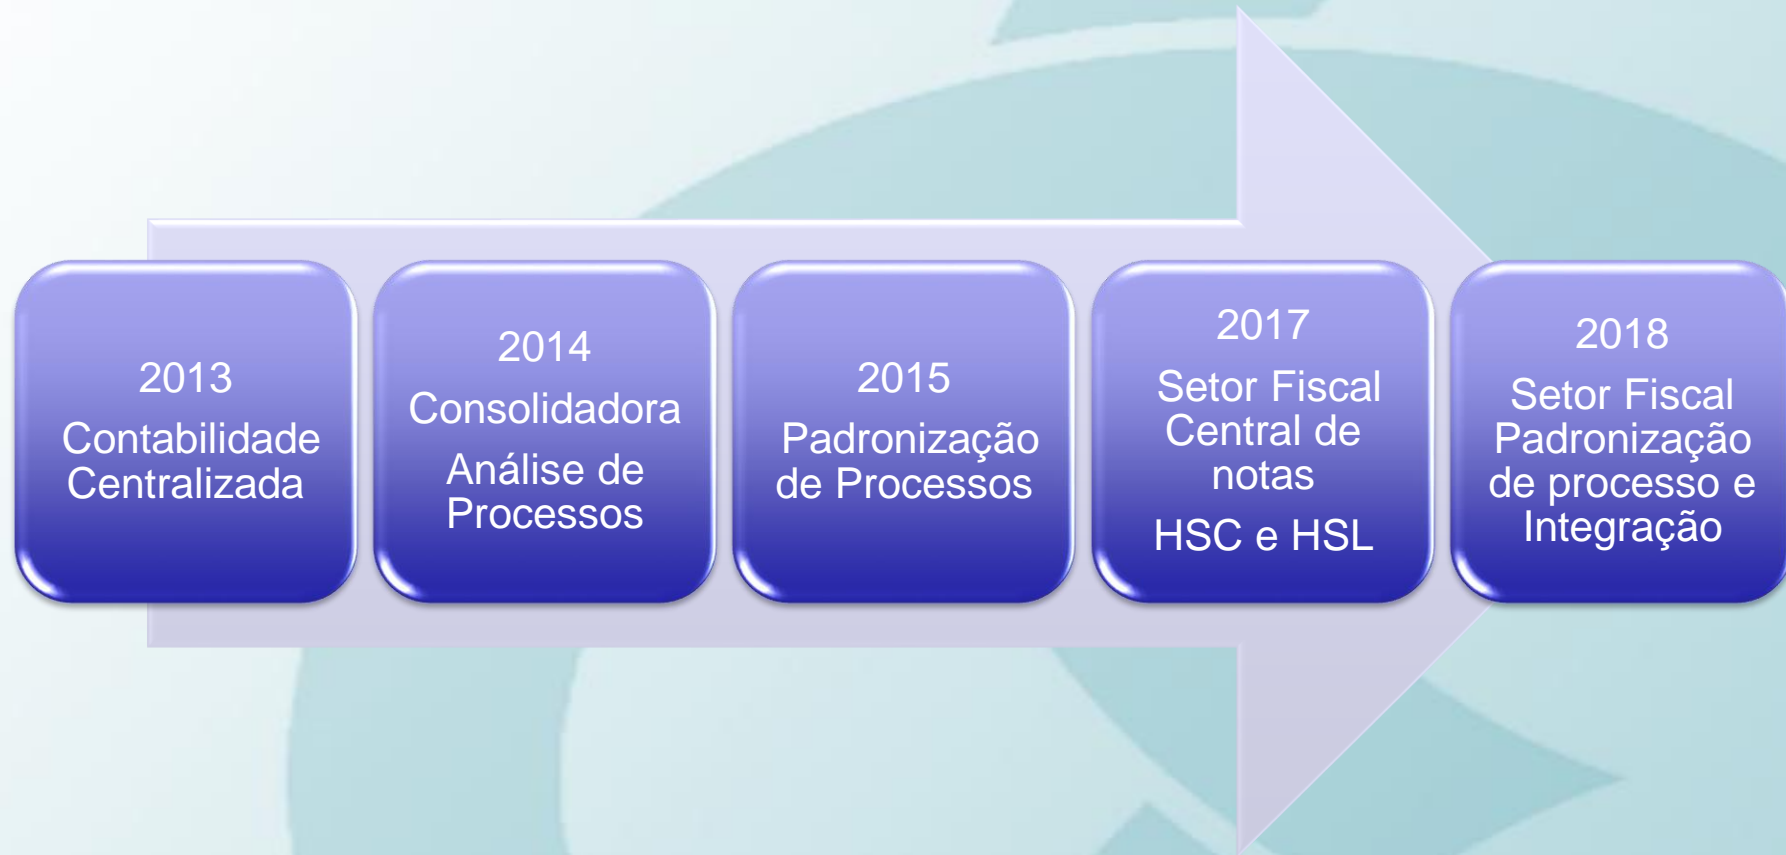 2013
Contabilidade
Centralizada
2014
Consolidadora
Análise de
Processos
2015
Padronização
de Processos
2017
Setor Fiscal
Central de
notas
HSC e HSL
2018
Setor Fiscal
Padronização
de processo e
Integração